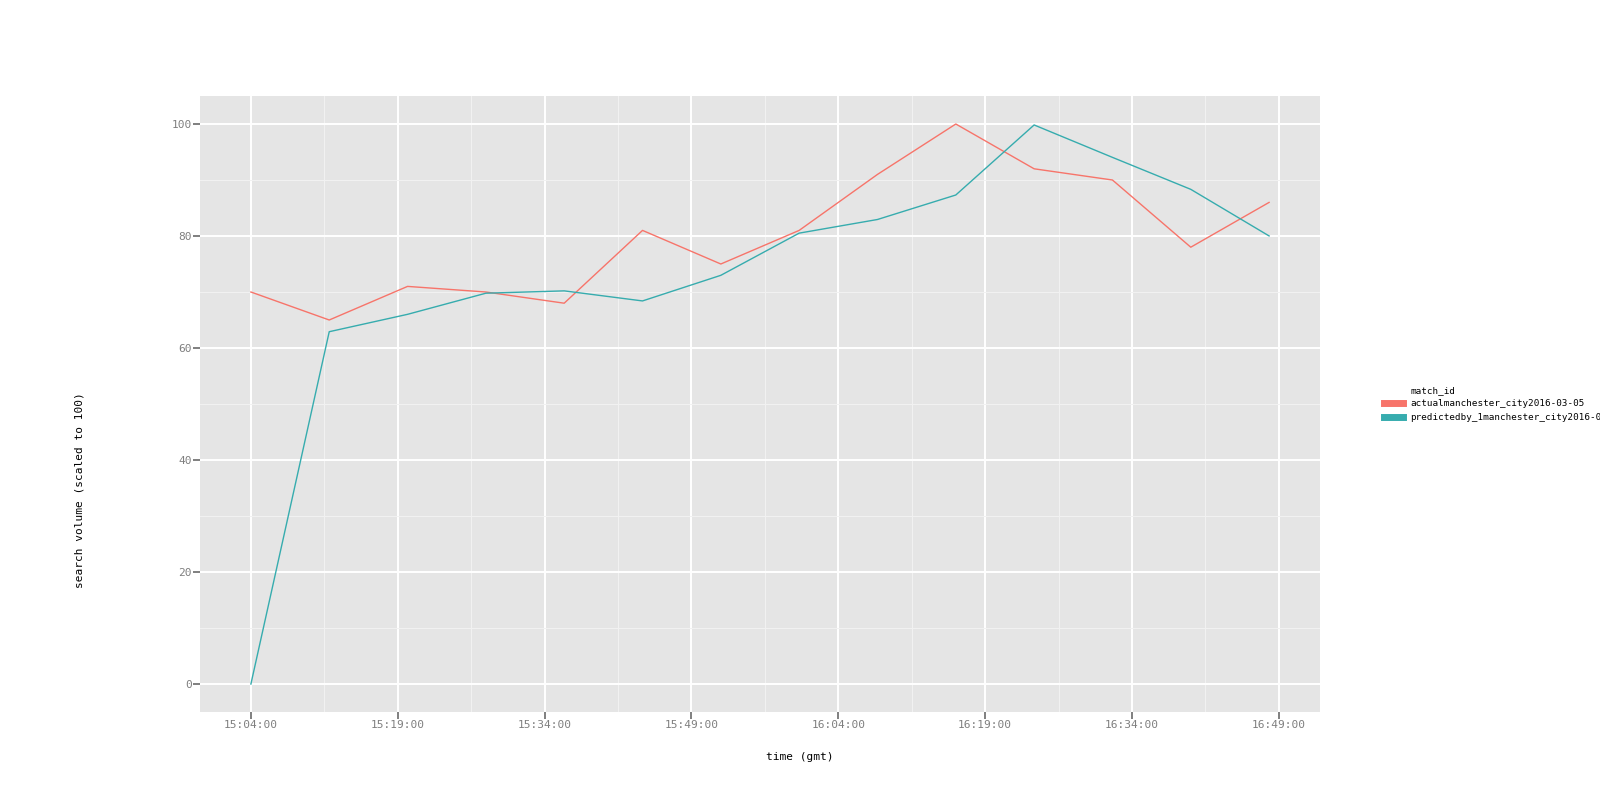 100
80
60
40
20
0
search volume (scaled to 100)
15:04:00 15:19:00 15:34:00 15:49:00 16:04:00 16:19:00 16:34:00 16:49:00
time (gmt)
match_id
actualmanchester_city2016-03-05
predictedby_1manchester_city2016-0